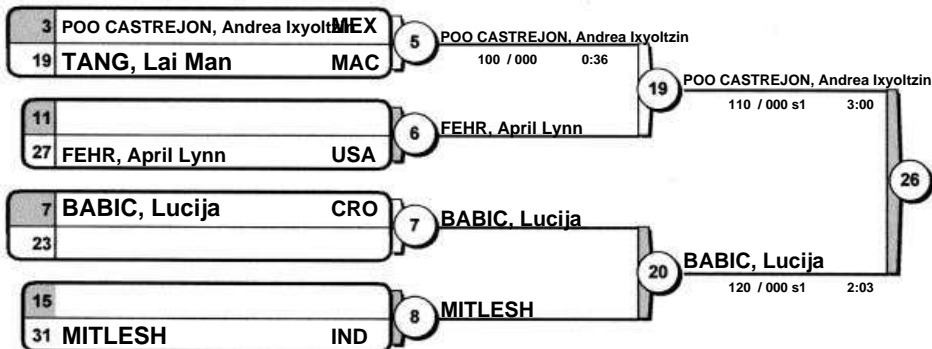 3 POO CASTREJON, Andrea Ixyoltzin MEX
19 TANG, Lai Man MAC
5
POO CASTREJON, Andrea Ixyoltzin
100 / 000 0:36
11
27 FEHR, April Lynn USA
6
FEHR, April Lynn
19
POO CASTREJON, Andrea Ixyoltzin
110 / 000 s1 3:00
7 BABIC, Lucija CRO
23
7
BABIC, Lucija
15
31 MITLESH IND
8
MITLESH
20
BABIC, Lucija
120 / 000 s1 2:03
26